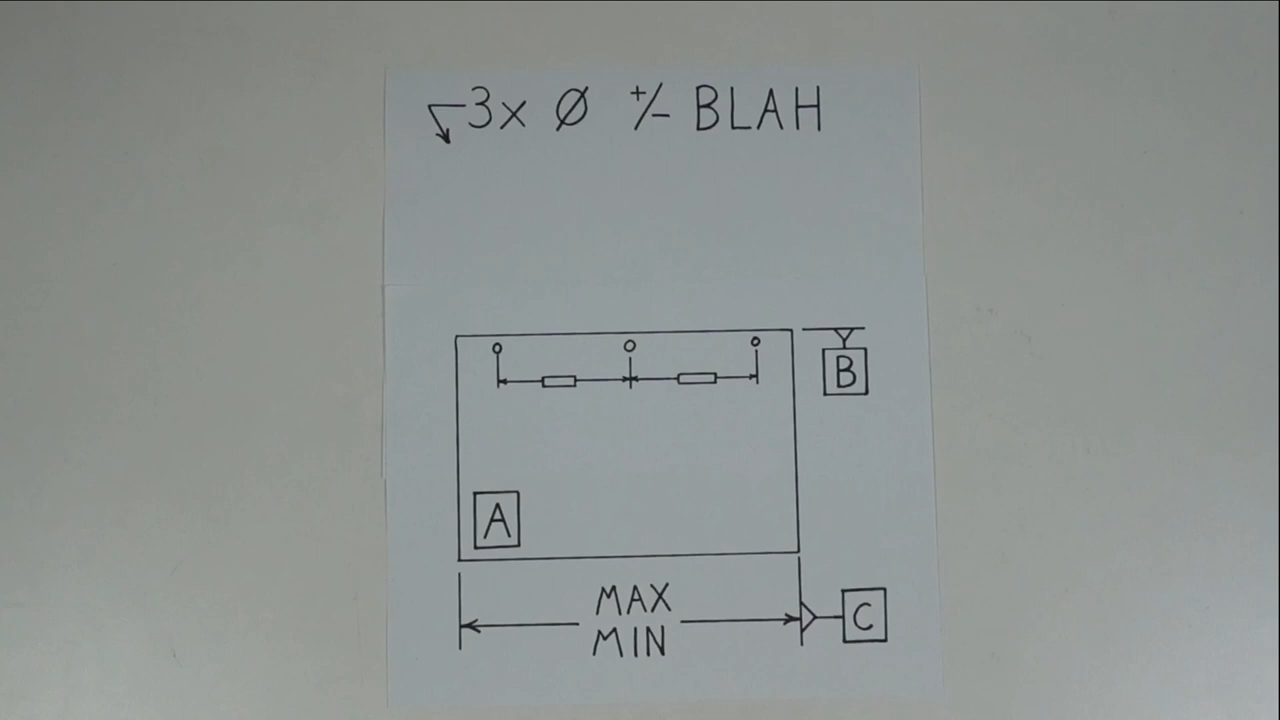 3x Ø +/- BLAH
B
A
MAX
MIN
C